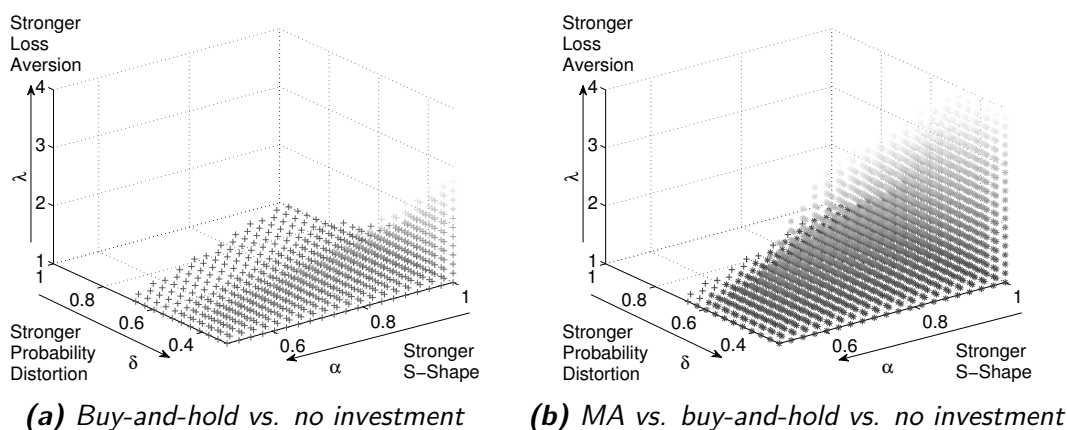 Stronger
Loss
Aversion
4
3
λ
2
1
1
0.8
0.6
0.4
Stronger
Probability
Distortion
δ
0.6
0.8
1
α
Stronger
S−Shape
(a) Buy-and-hold vs. no investment
Stronger
Loss
Aversion
4
3
λ
2
1
1
0.8
0.6
0.4
Stronger
Probability
Distortion
δ
0.6
0.8
1
α
Stronger
S−Shape
(b) MA vs. buy-and-hold vs. no investment